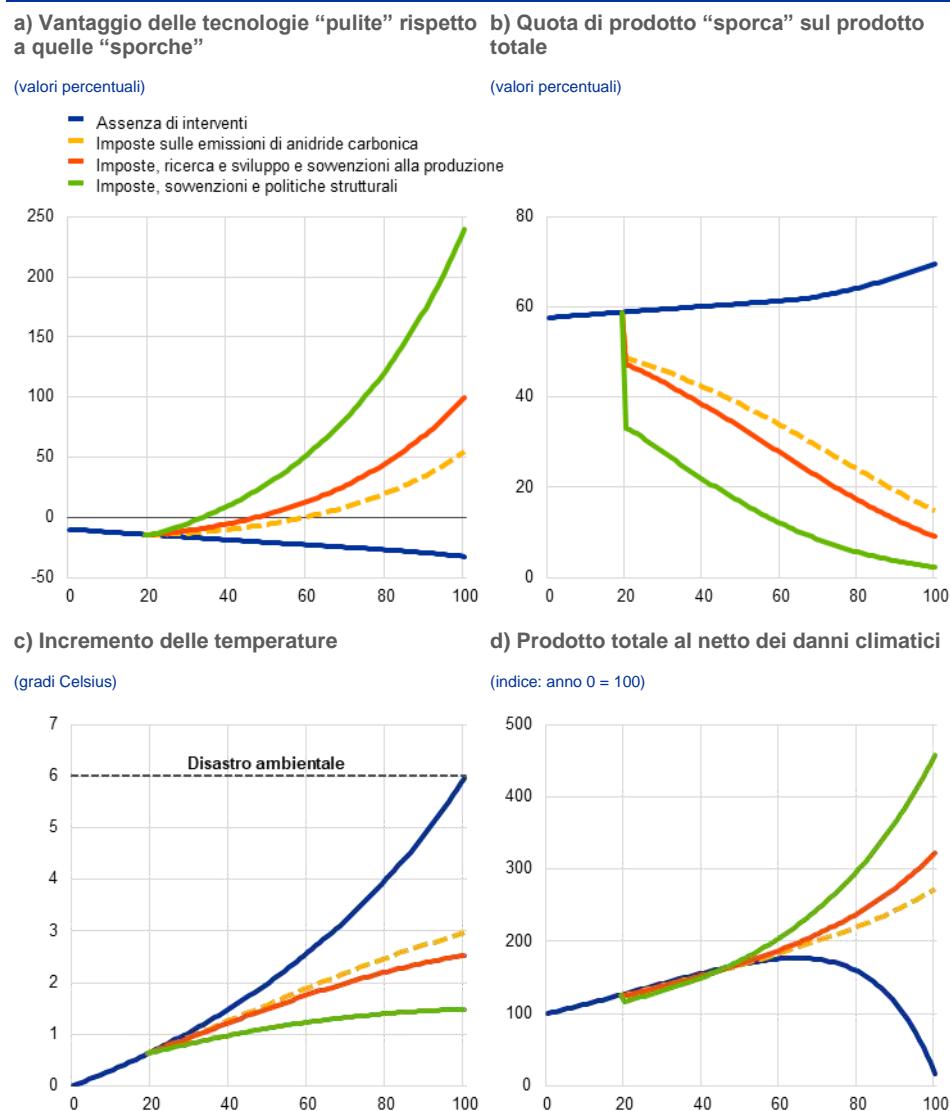 a) Vantaggio delle tecnologie “pulite” rispetto
a quelle “sporche”
(valori percentuali)
b) Quota di prodotto “sporca” sul prodotto
totale
(valori percentuali)
Assenza di interventi
Imposte sulle emissioni di anidride carbonica
Imposte, ricerca e sviluppo e sovvenzioni alla produzione
Imposte, sovvenzioni e politiche strutturali
250
200
150
100
50
0
-50
0 20 40 60 80 100
80
60
40
20
0
0 20 40 60 80 100
c) Incremento delle temperature
(gradi Celsius)
7
6
5
4
3
2
1
0
Disastro ambientale
0 20 40 60 80 100
d) Prodotto totale al netto dei danni climatici
(indice: anno 0 = 100)
500
400
300
200
100
0
0 20 40 60 80 100